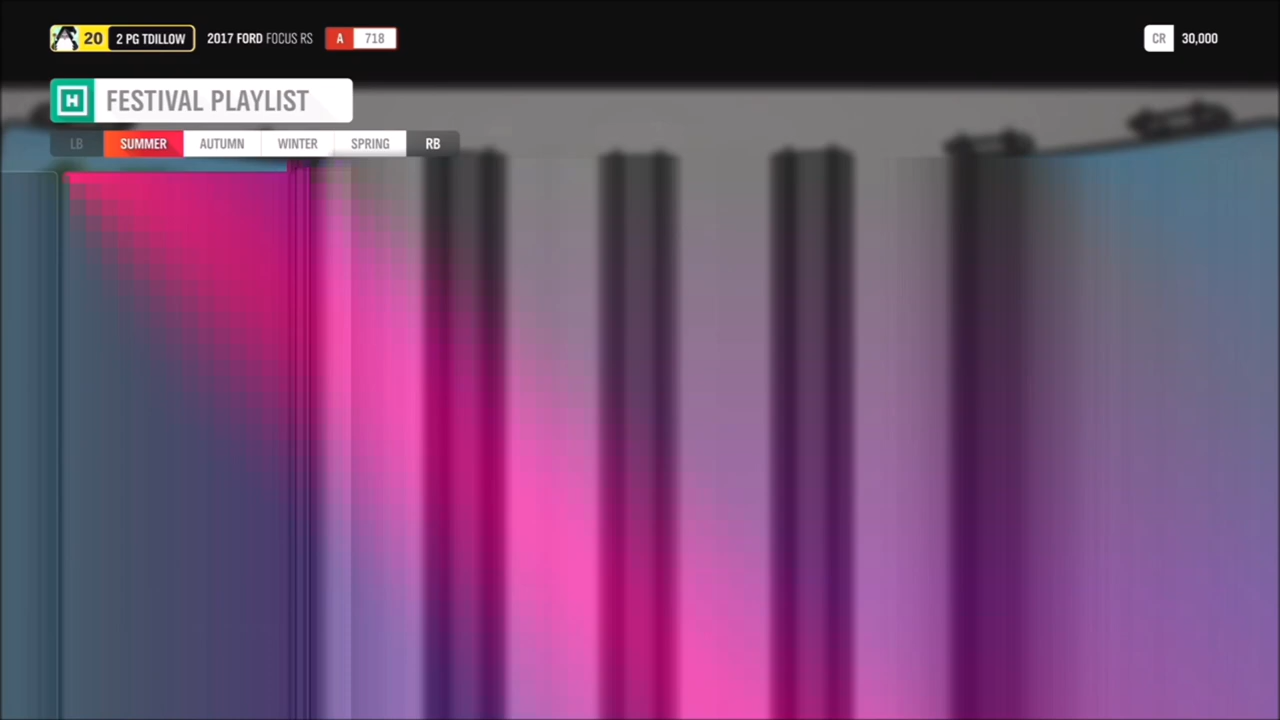 20 2 PG TDILLOW 2017 FORD FOCUS RS A 718 CR 30,000
H FESTIVAL PLAYLIST
LB SUMMER AUTUMN WINTER SPRING RB